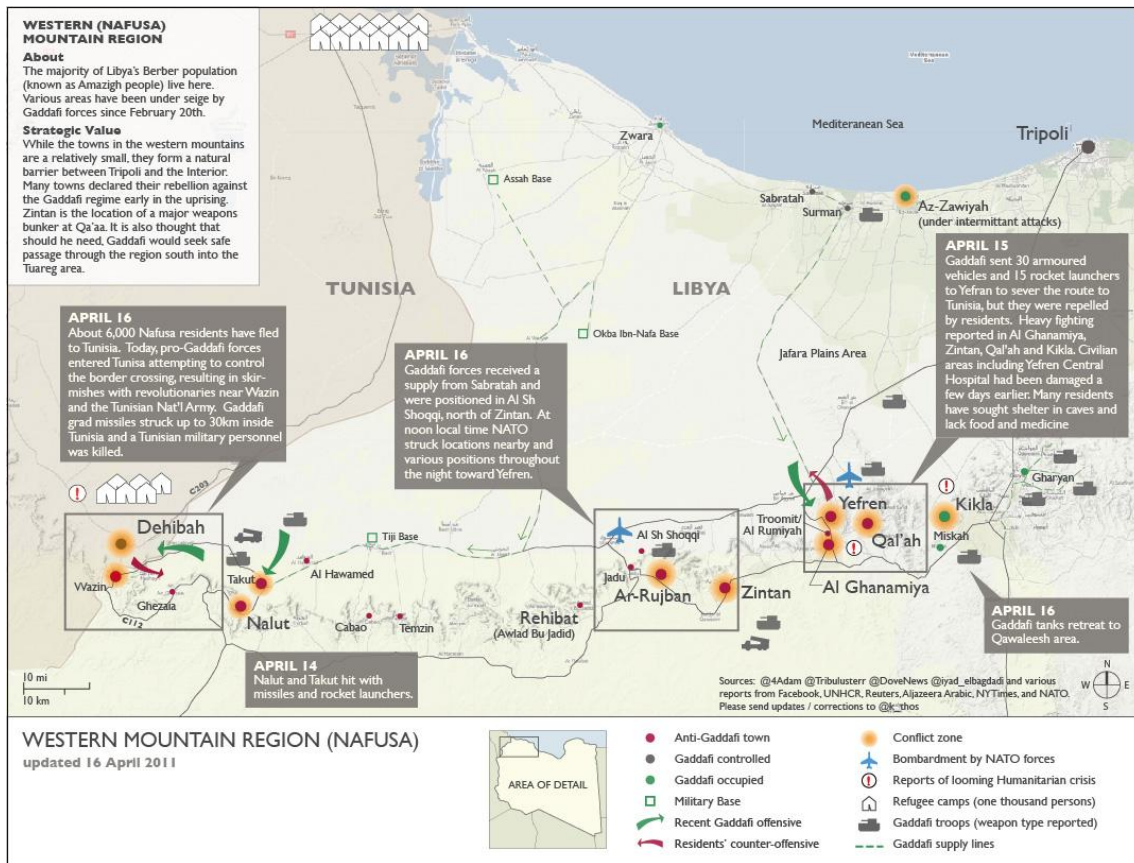 WESTERN (NAFUSA)
MOUNTAIN REGION
About
The majority of Libya's Berber population
(known as Amazigh people) live here.
Various areas have been under seige by
Gaddafi forces since February 20th.
Strategic Value
While the towns in the western mountains
are a relatively small, they form a natural
barrier between Tripoli and the Interior.
Many towns declared their rebellion against
the Gaddafi regime early in the uprising.
Zintan is the location of a major weapons
bunker at Qa'aa. It is also thought that
should he need, Gaddafi would seek safe
passage through the region south into the
Tuareg area.
Mediteranean Sea
Tripoli
Zwara
Assah Base
Sabratah
Surman
Az-Zawiyah
(under intermittant attacks)
TUNISIA
LIBYA
Okba Ibn-Nafa Base
Jafara Plains Area
APRIL 15
Gaddafi sent 30 armoured
vehicles and 15 rocket launchers
to Yefran to sever the route to
Tunisia, but they were repelled
by residents. Heavy fighting
reported in Al Ghanamiya,
Zintan, Qal'ah and Kikla. Civilian
areas including Yefren Central
Hospital had been damaged a
few days earlier. Many residents
have sought shelter in caves and
lack food and medicine
APRIL 16
About 6,000 Nafusa residents have fled
to Tunisia. Today, pro-Gaddafi forces
entered Tunisa attempting to control
the border crossing, resulting in skir-
mishes with revolutionaries near Wazin
and the Tunisian Nat'l Army. Gaddafi
grad missiles struck up to 30km inside
Tunisia and a Tunisian military personnel
was killed.
APRIL 16
Gaddafi forces received a
supply from Sabratah and
were positioned in Al Sh
Shoqqi, north of Zintan. At
noon local time NATO
struck locations nearby and
various positions throughout
the night toward Yefren.
C203
Dehibah
Wazin
Ghezaia
C112
Takut
Nalut
Al Hawamed
Tiji Base
Cabao
Temzin
Rehibat
(Awlad Bu Jadid)
Al Sh Shoqqi
Jadu
Ar-Rujban
Zintan
Troomit/
Al Rumiyah
Yefren
Qal'ah
Al Ghanamiya
Kikla
Miskah
Gharyan
APRIL 14
Nalut and Takut hit with
missiles and rocket launchers.
APRIL 16
Gaddafi tanks retreat to
Qawaleesh area.
10 mi
10 km
Sources: @4Adam @Tribulusterr @DoveNews @iyad_elbagdadi and various
reports from Facebook, UNHCR, Reuters, Aljazeera Arabic, NYTimes, and NATO.
Please send updates / corrections to @k_thos
N
W E
S
WESTERN MOUNTAIN REGION (NAFUSA)
updated 16 April 2011
AREA OF DETAIL
Anti-Gaddafi town
Gaddafi controlled
Gaddafi occupied
Military Base
Recent Gaddafi offensive
Residents' counter-offensive
Conflict zone
Bombardment by NATO forces
Reports of looming Humanitarian crisis
Refugee camps (one thousand persons)
Gaddafi troops (weapon type reported)
Gaddafi supply lines